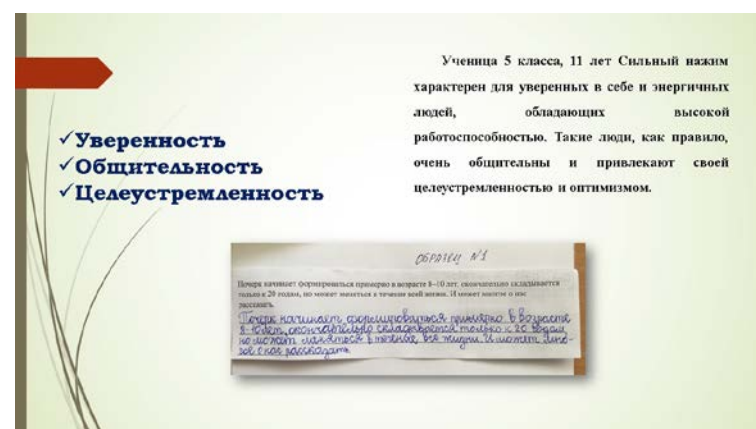 Ученица 5 класса, 11 лет Сильный нажим
характерен для уверенных в себе и энергичных
людей, обладающих высокой
работоспособностью. Такие люди, как правило,
очень общительны и привлекают своей
целеустремленностью и оптимизмом.
✓Уверенность
✓Общительность
✓Целеустремленность
ОБРАЗЕЦ №1
Почерк начинает формироваться примерно в возрасте 8–10 лет, окончательно складывается
только к 20 годам, но может меняться в течении всей жизни. И может многое о нас
рассказать.
Почерк начинает формироваться примерно в возрасте
8-10 лет, окончательно складывается только к 20 годам,
но может меняться в течение все жизни. И может мно-
гое о нас рассказать